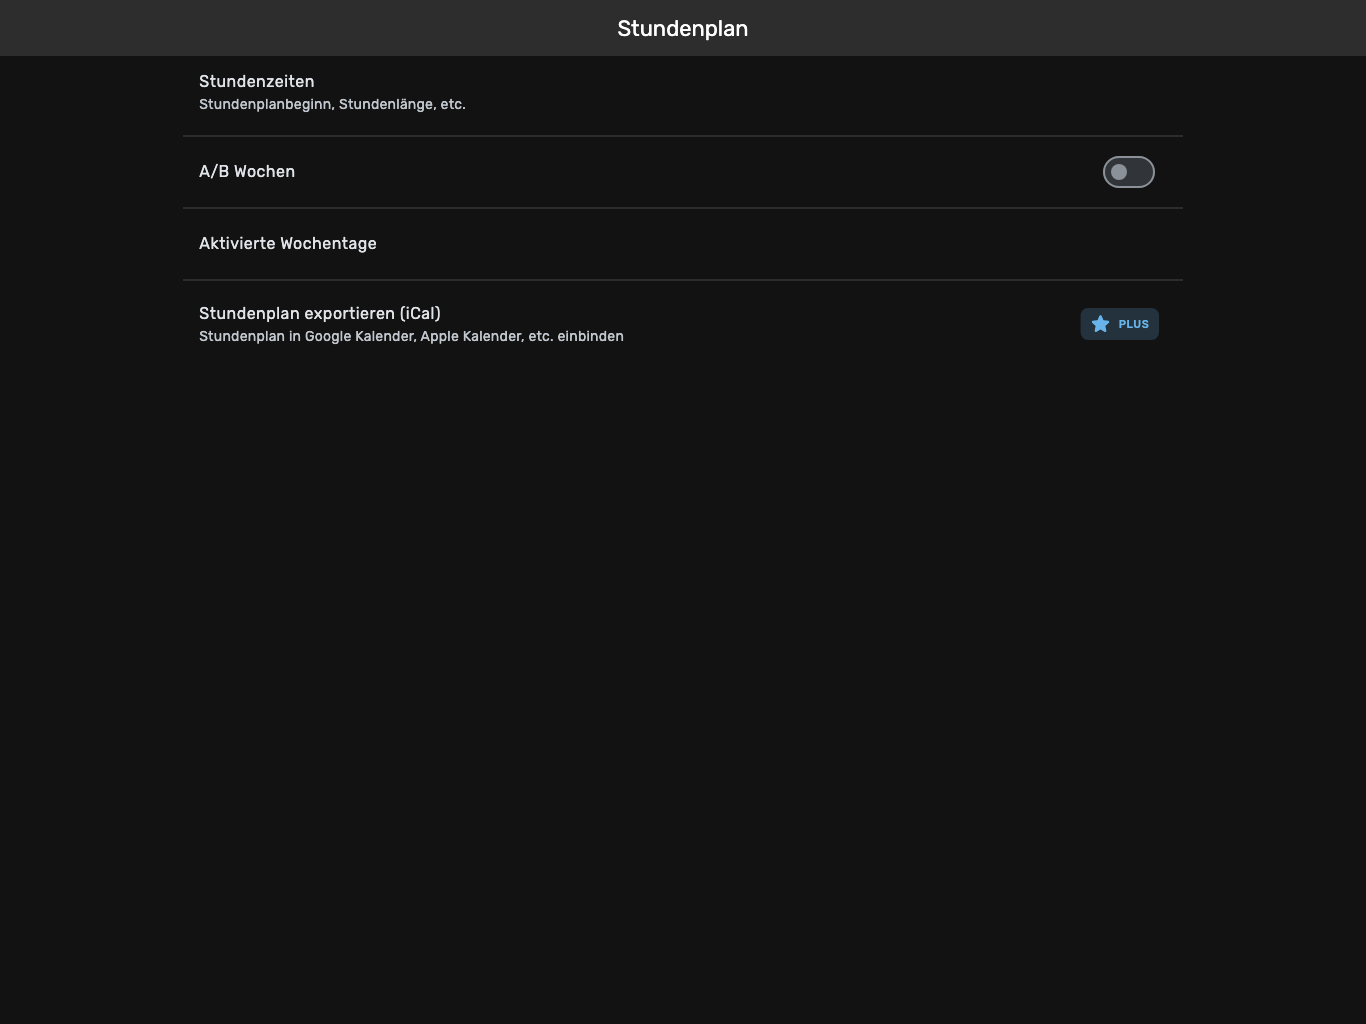 Stundenplan
Stundenzeiten
Stundenplanbeginn, Stundenlänge, etc.
A/B Wochen
Aktivierte Wochentage
Stundenplan exportieren (iCal)
Stundenplan in Google Kalender, Apple Kalender, etc. einbinden
PLUS